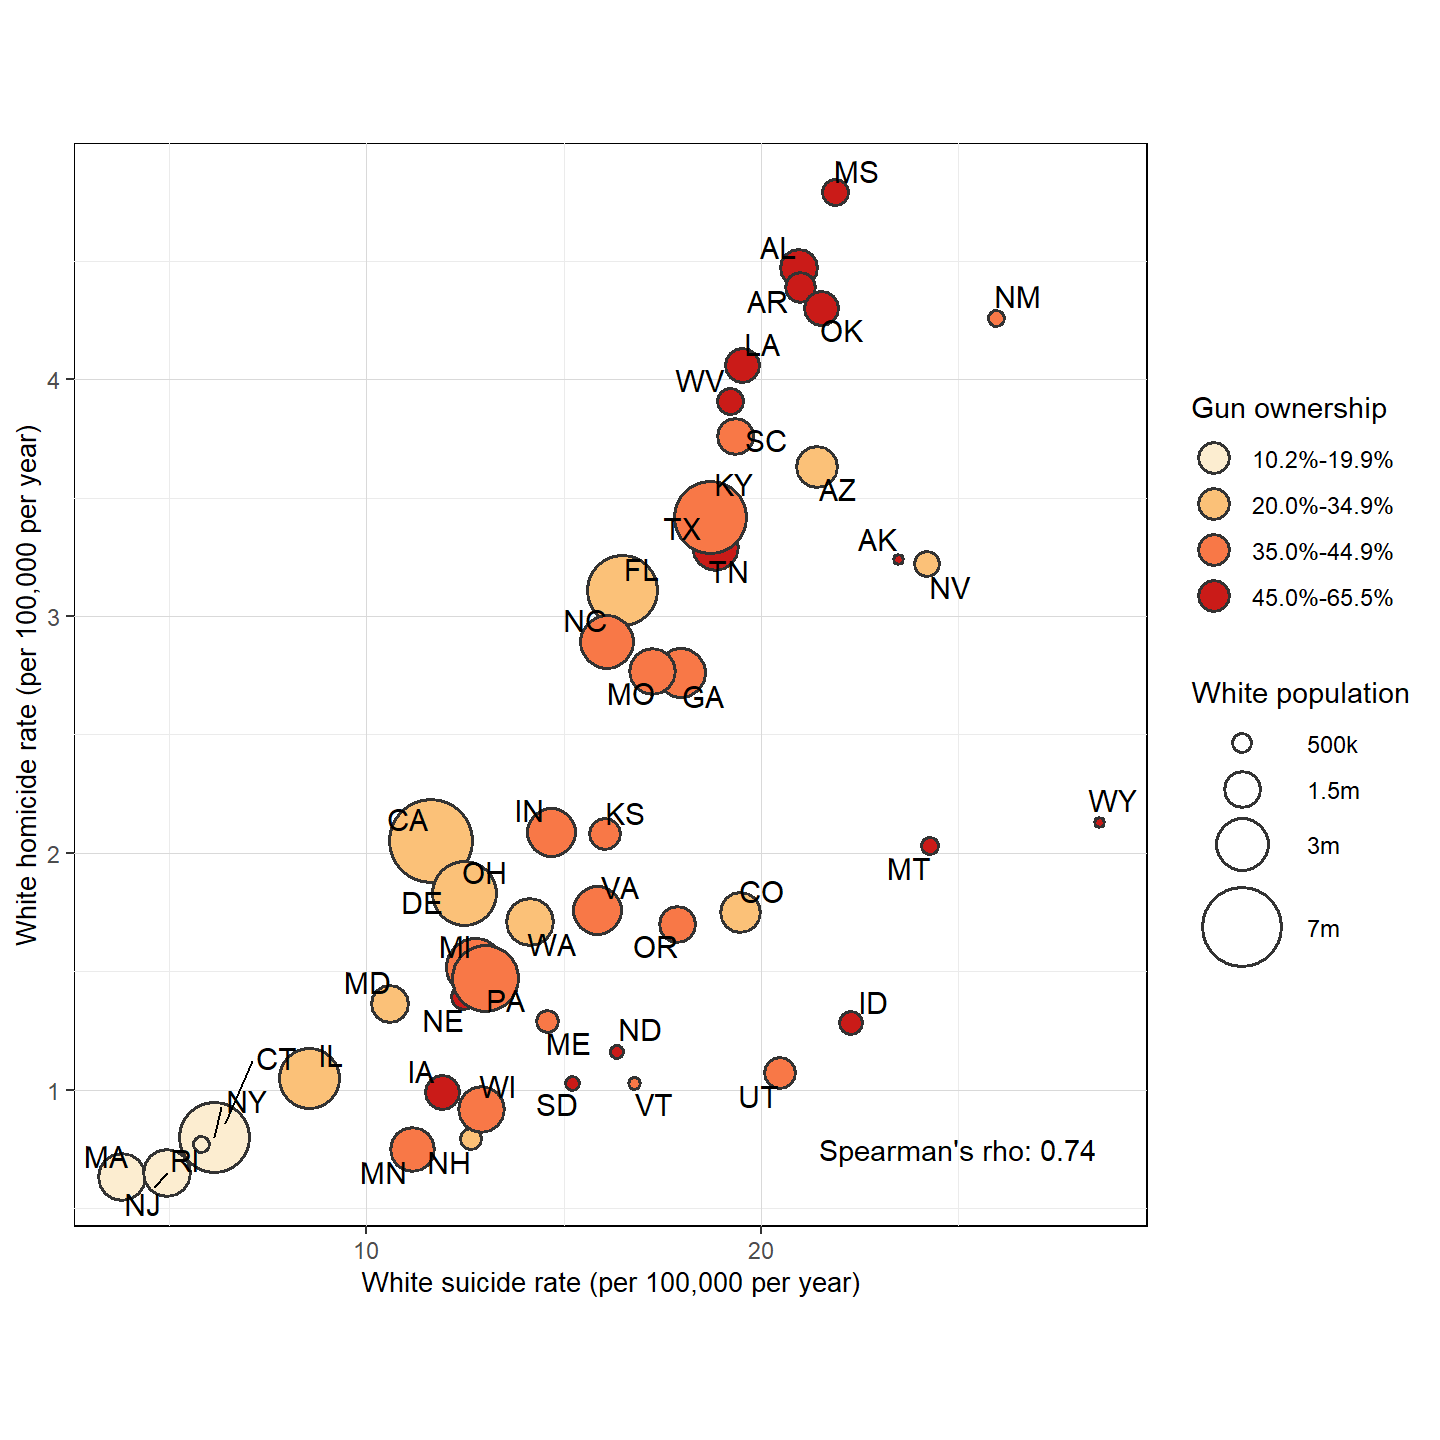 MS
AL
NM
AR
OK
LA
WV
SC
KY
AZ
TX
AK
FL
TN
NV
NC
MO
GA
WY
IN
KS
CA
MT
OH
VA
CO
DE
WA
OR
MI
MD
PA
ID
NE
ND
ME
CT
IL
IA
WI
NY
SD
VT
UT
MA
RI
MN
NH
NJ
Spearman's rho: 0.74
4
3
2
1
10
20
White suicide rate (per 100,000 per year)
White homicide rate (per 100,000 per year)
Gun ownership
10.2%-19.9%
20.0%-34.9%
35.0%-44.9%
45.0%-65.5%
White population
500k
1.5m
3m
7m